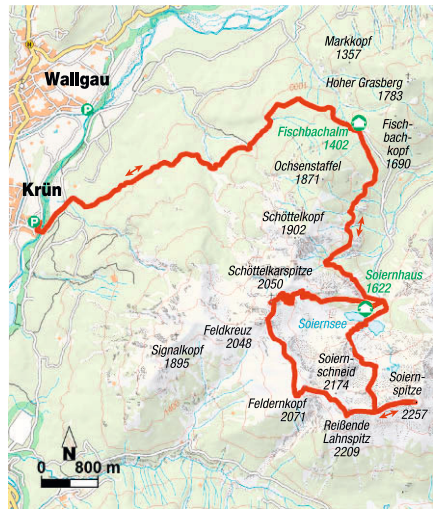 Markkopf
1357
Wallgau
Hoher Grasberg
1783
P
Fischbachalm
1402
Fisch-
bach-
kopf
1690
Ochsenstaffel
1871
Krün
P
Schöttelkopf
1902
Schöttelkarspitze
2050
Soiernhaus
1622
Soiernsee
Feldkreuz
2048
Signalkopf
1895
Soiern-
schneid
2174
Soiern-
spitze
2257
Feldernkopf
2071
Reißende
Lahnspitz
2209
N
0 800 m